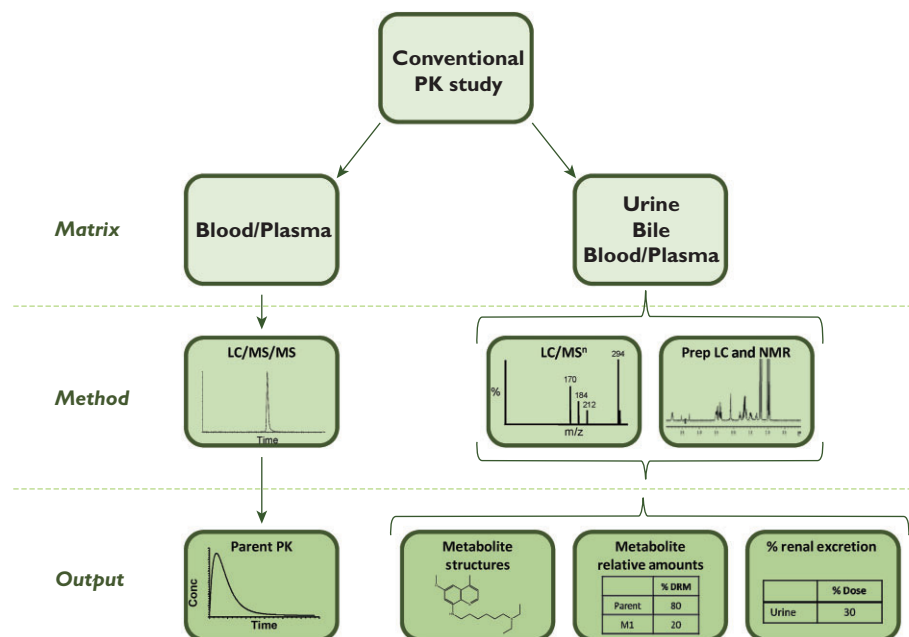 Conventional
PK study
Matrix
Blood/Plasma
Urine
Bile
Blood/Plasma
Method
LC/MS/MS
Time
LC/MSⁿ
%
170
184
212
294
m/z
Prep LC and NMR
Output
Parent PK
Conc
Time
Metabolite
structures
Metabolite
relative amounts
% DRM
Parent 80
M1 20
% renal excretion
% Dose
Urine 30